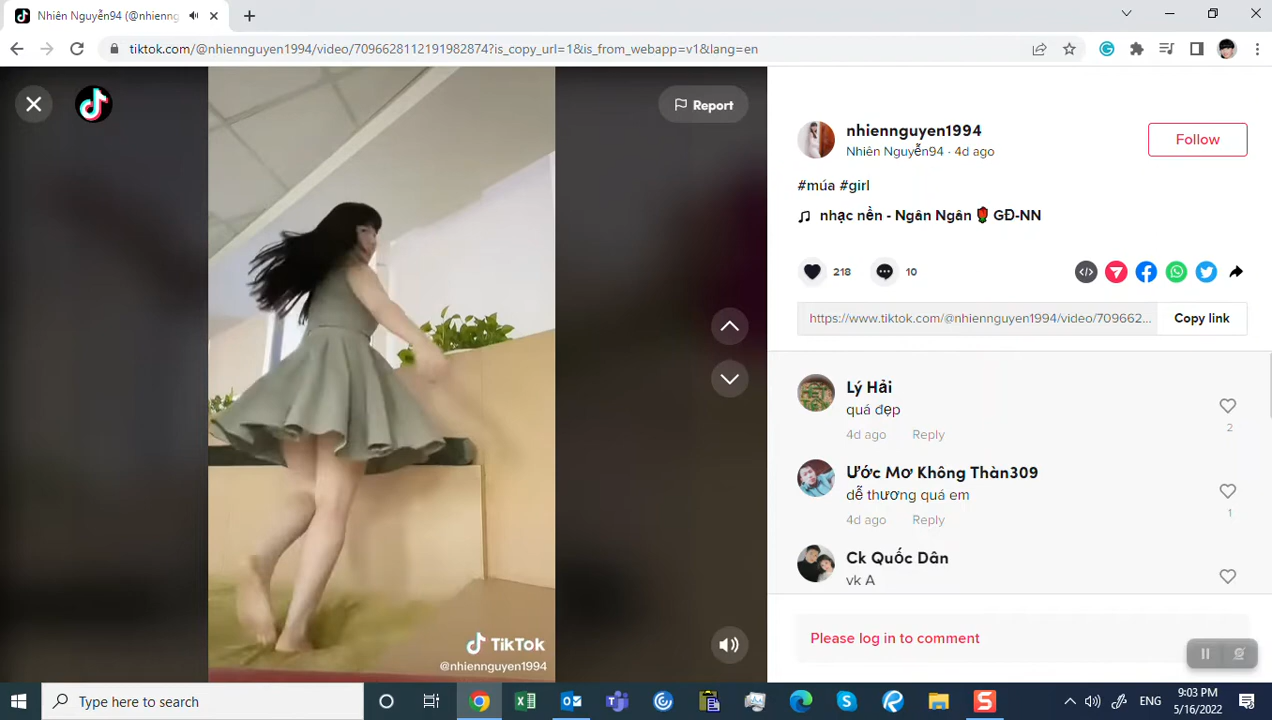 Nhiên Nguyễn94 (@nhienng
tiktok.com/@nhiennguyen1994/video/7096628112191982874?is_copy_url=1&is_from_webapp=v1&lang=en
Report
TikTok
@nhiennguyen1994
nhiennguyen1994
Nhiên Nguyễn94 · 4d ago
Follow
#múa #girl
nhạc nền - Ngân Ngân🌹GĐ-NN
218
10
https://www.tiktok.com/@nhiennguyen1994/video/709662...
Copy link
Lý Hải
quá đẹp
4d ago Reply
2
Ước Mơ Không Thàn309
dễ thương quá em
4d ago Reply
1
Ck Quốc Dân
vk A
Please log in to comment
Type here to search
ENG
9:03 PM
5/16/2022